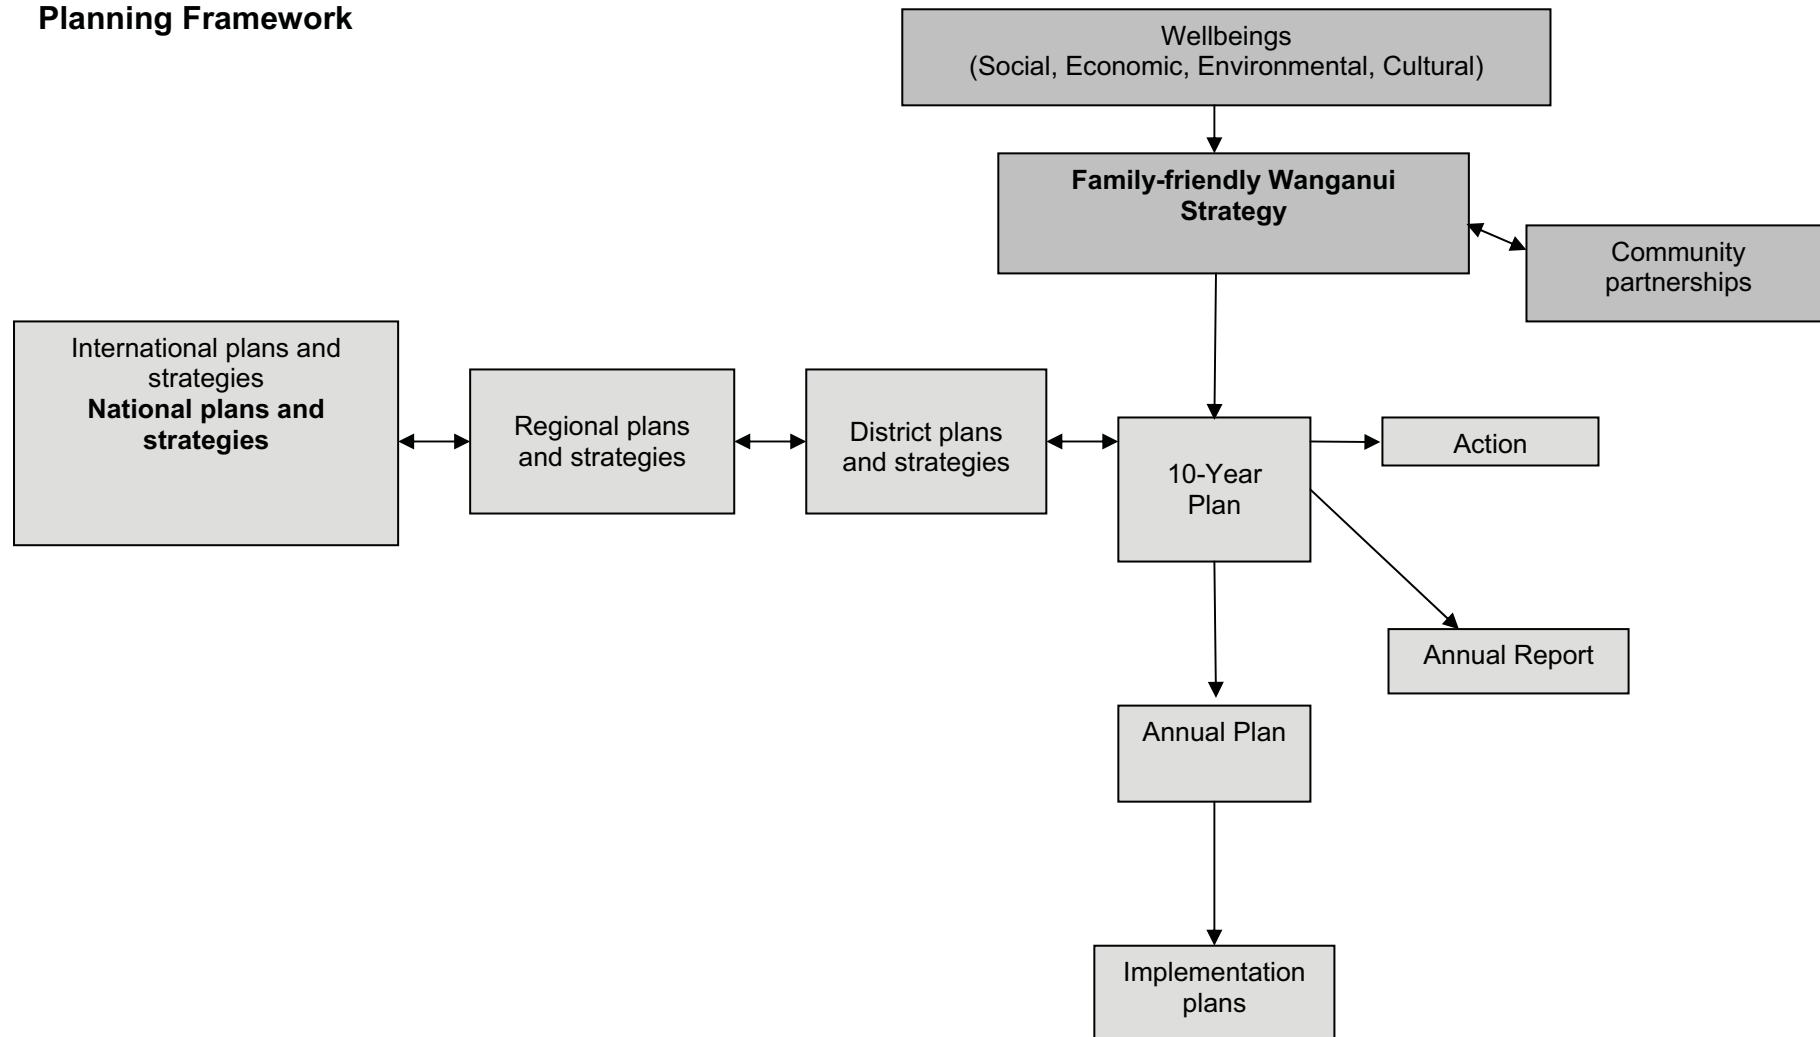 Planning Framework
Wellbeings
(Social, Economic, Environmental, Cultural)
Family-friendly Wanganui
Strategy
Community
partnerships
International plans and
strategies
National plans and
strategies
Regional plans
and strategies
District plans
and strategies
10-Year
Plan
Action
Annual Report
Annual Plan
Implementation
plans